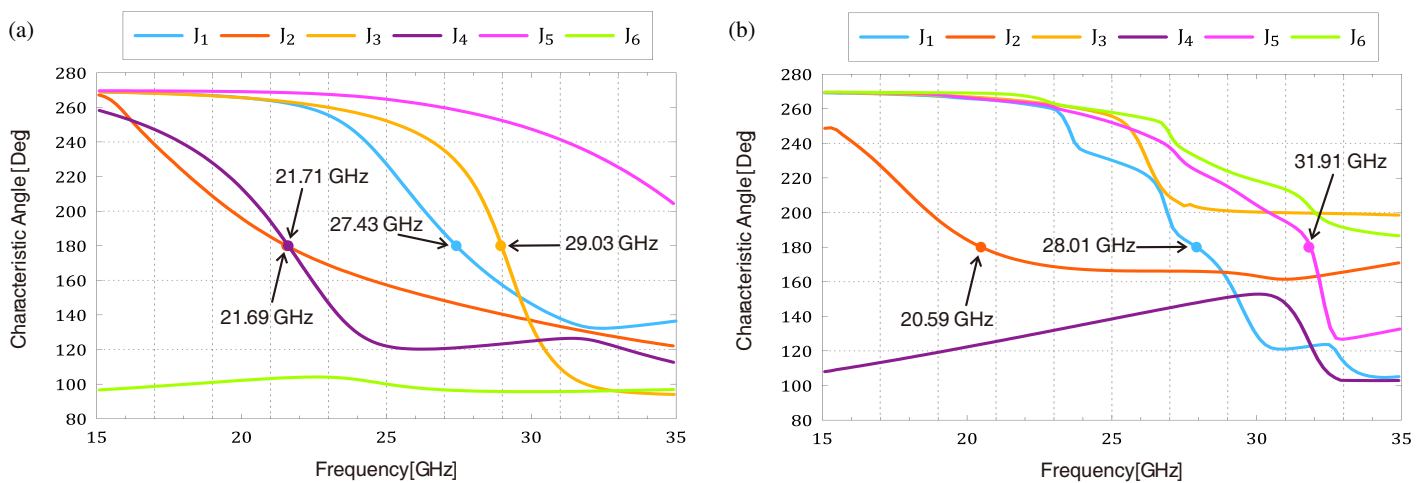 (a)
J1 J2 J3 J4 J5 J6
Characteristic Angle [Deg]
280
260
240
220
200
180
160
140
120
100
80
21.71 GHz
27.43 GHz
29.03 GHz
21.69 GHz
15 20 25 30 35
Frequency[GHz]
(b)
J1 J2 J3 J4 J5 J6
Characteristic Angle [Deg]
280
260
240
220
200
180
160
140
120
100
80
31.91 GHz
28.01 GHz
20.59 GHz
15 20 25 30 35
Frequency[GHz]